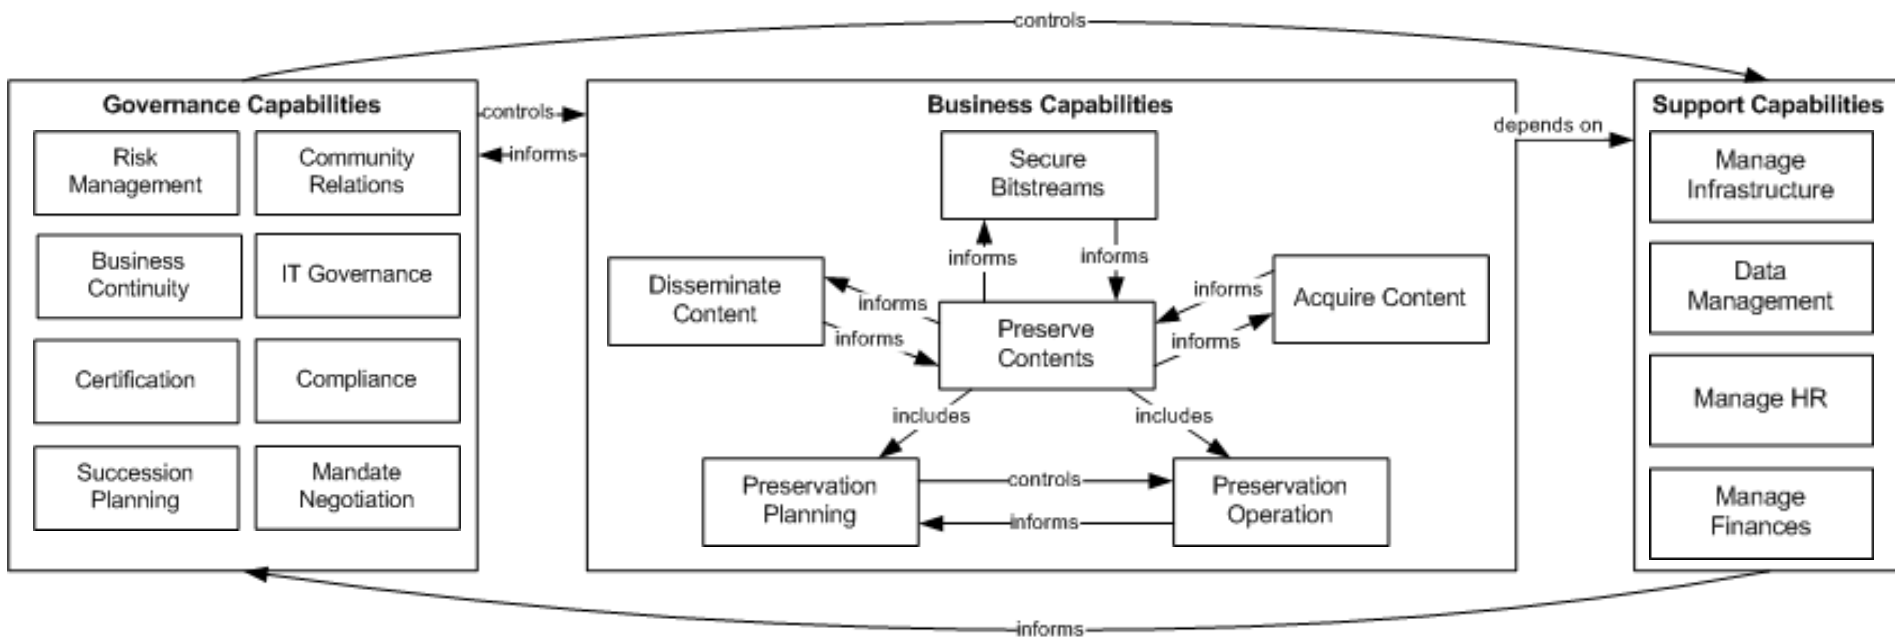 controls
Governance Capabilities
Risk
Management
Community
Relations
Business
Continuity
IT Governance
Certification
Compliance
Succession
Planning
Mandate
Negotiation
controls
informs
Business Capabilities
Secure
Bitstreams
informs
informs
Disseminate
Content
informs
informs
Preserve
Contents
informs
informs
Acquire Content
includes
includes
Preservation
Planning
controls
informs
Preservation
Operation
depends on
Support Capabilities
Manage
Infrastructure
Data
Management
Manage HR
Manage
Finances
informs